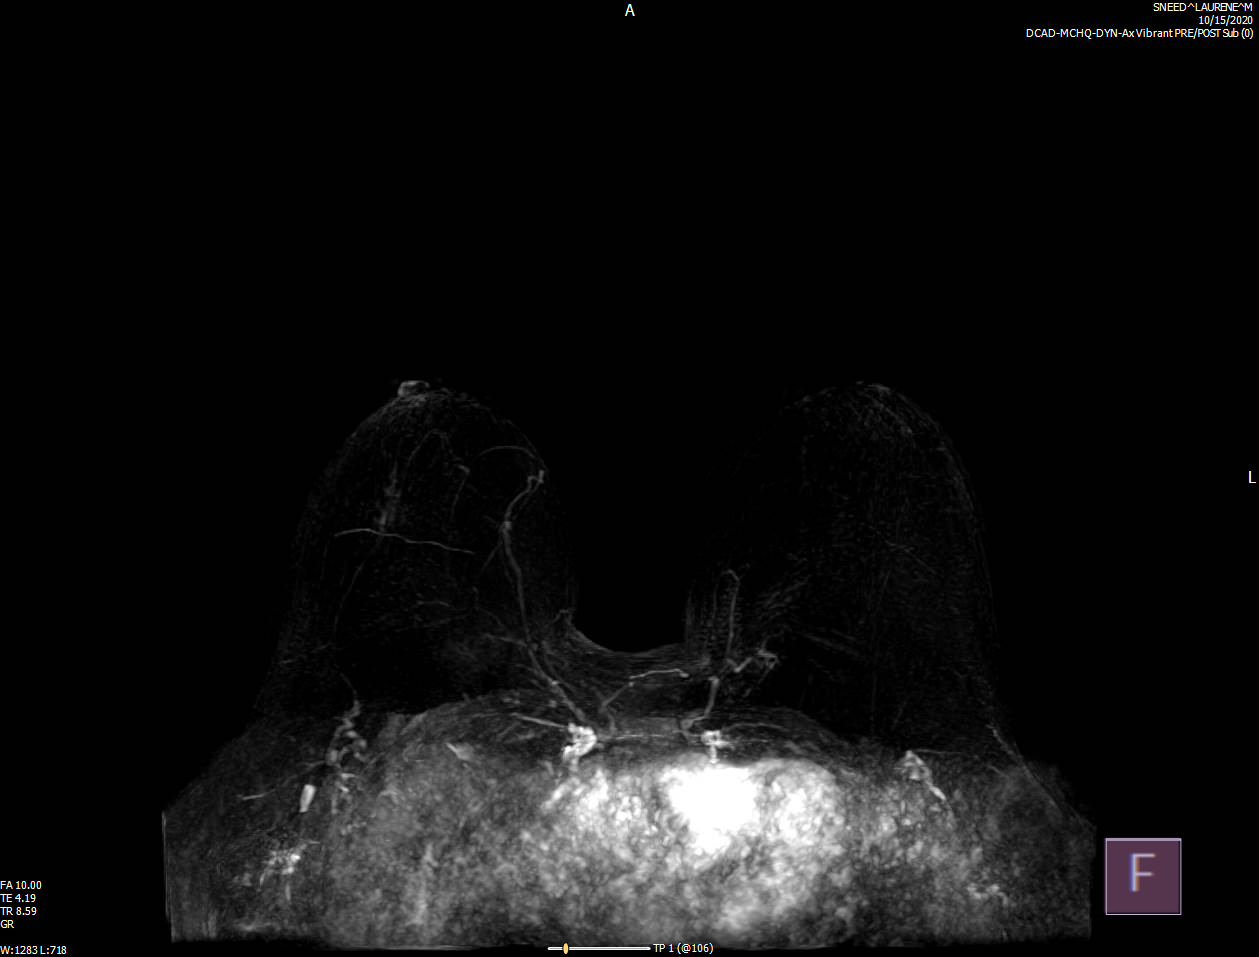 A
SNEED^LAURENE^M
10/15/2020
DCAD-MCHQ-DYN-Ax Vibrant PRE/POST Sub (0)
L
F
FA 10.00
TE 4.19
TR 8.59
GR
W:1283 L:718
TP 1 (@106)